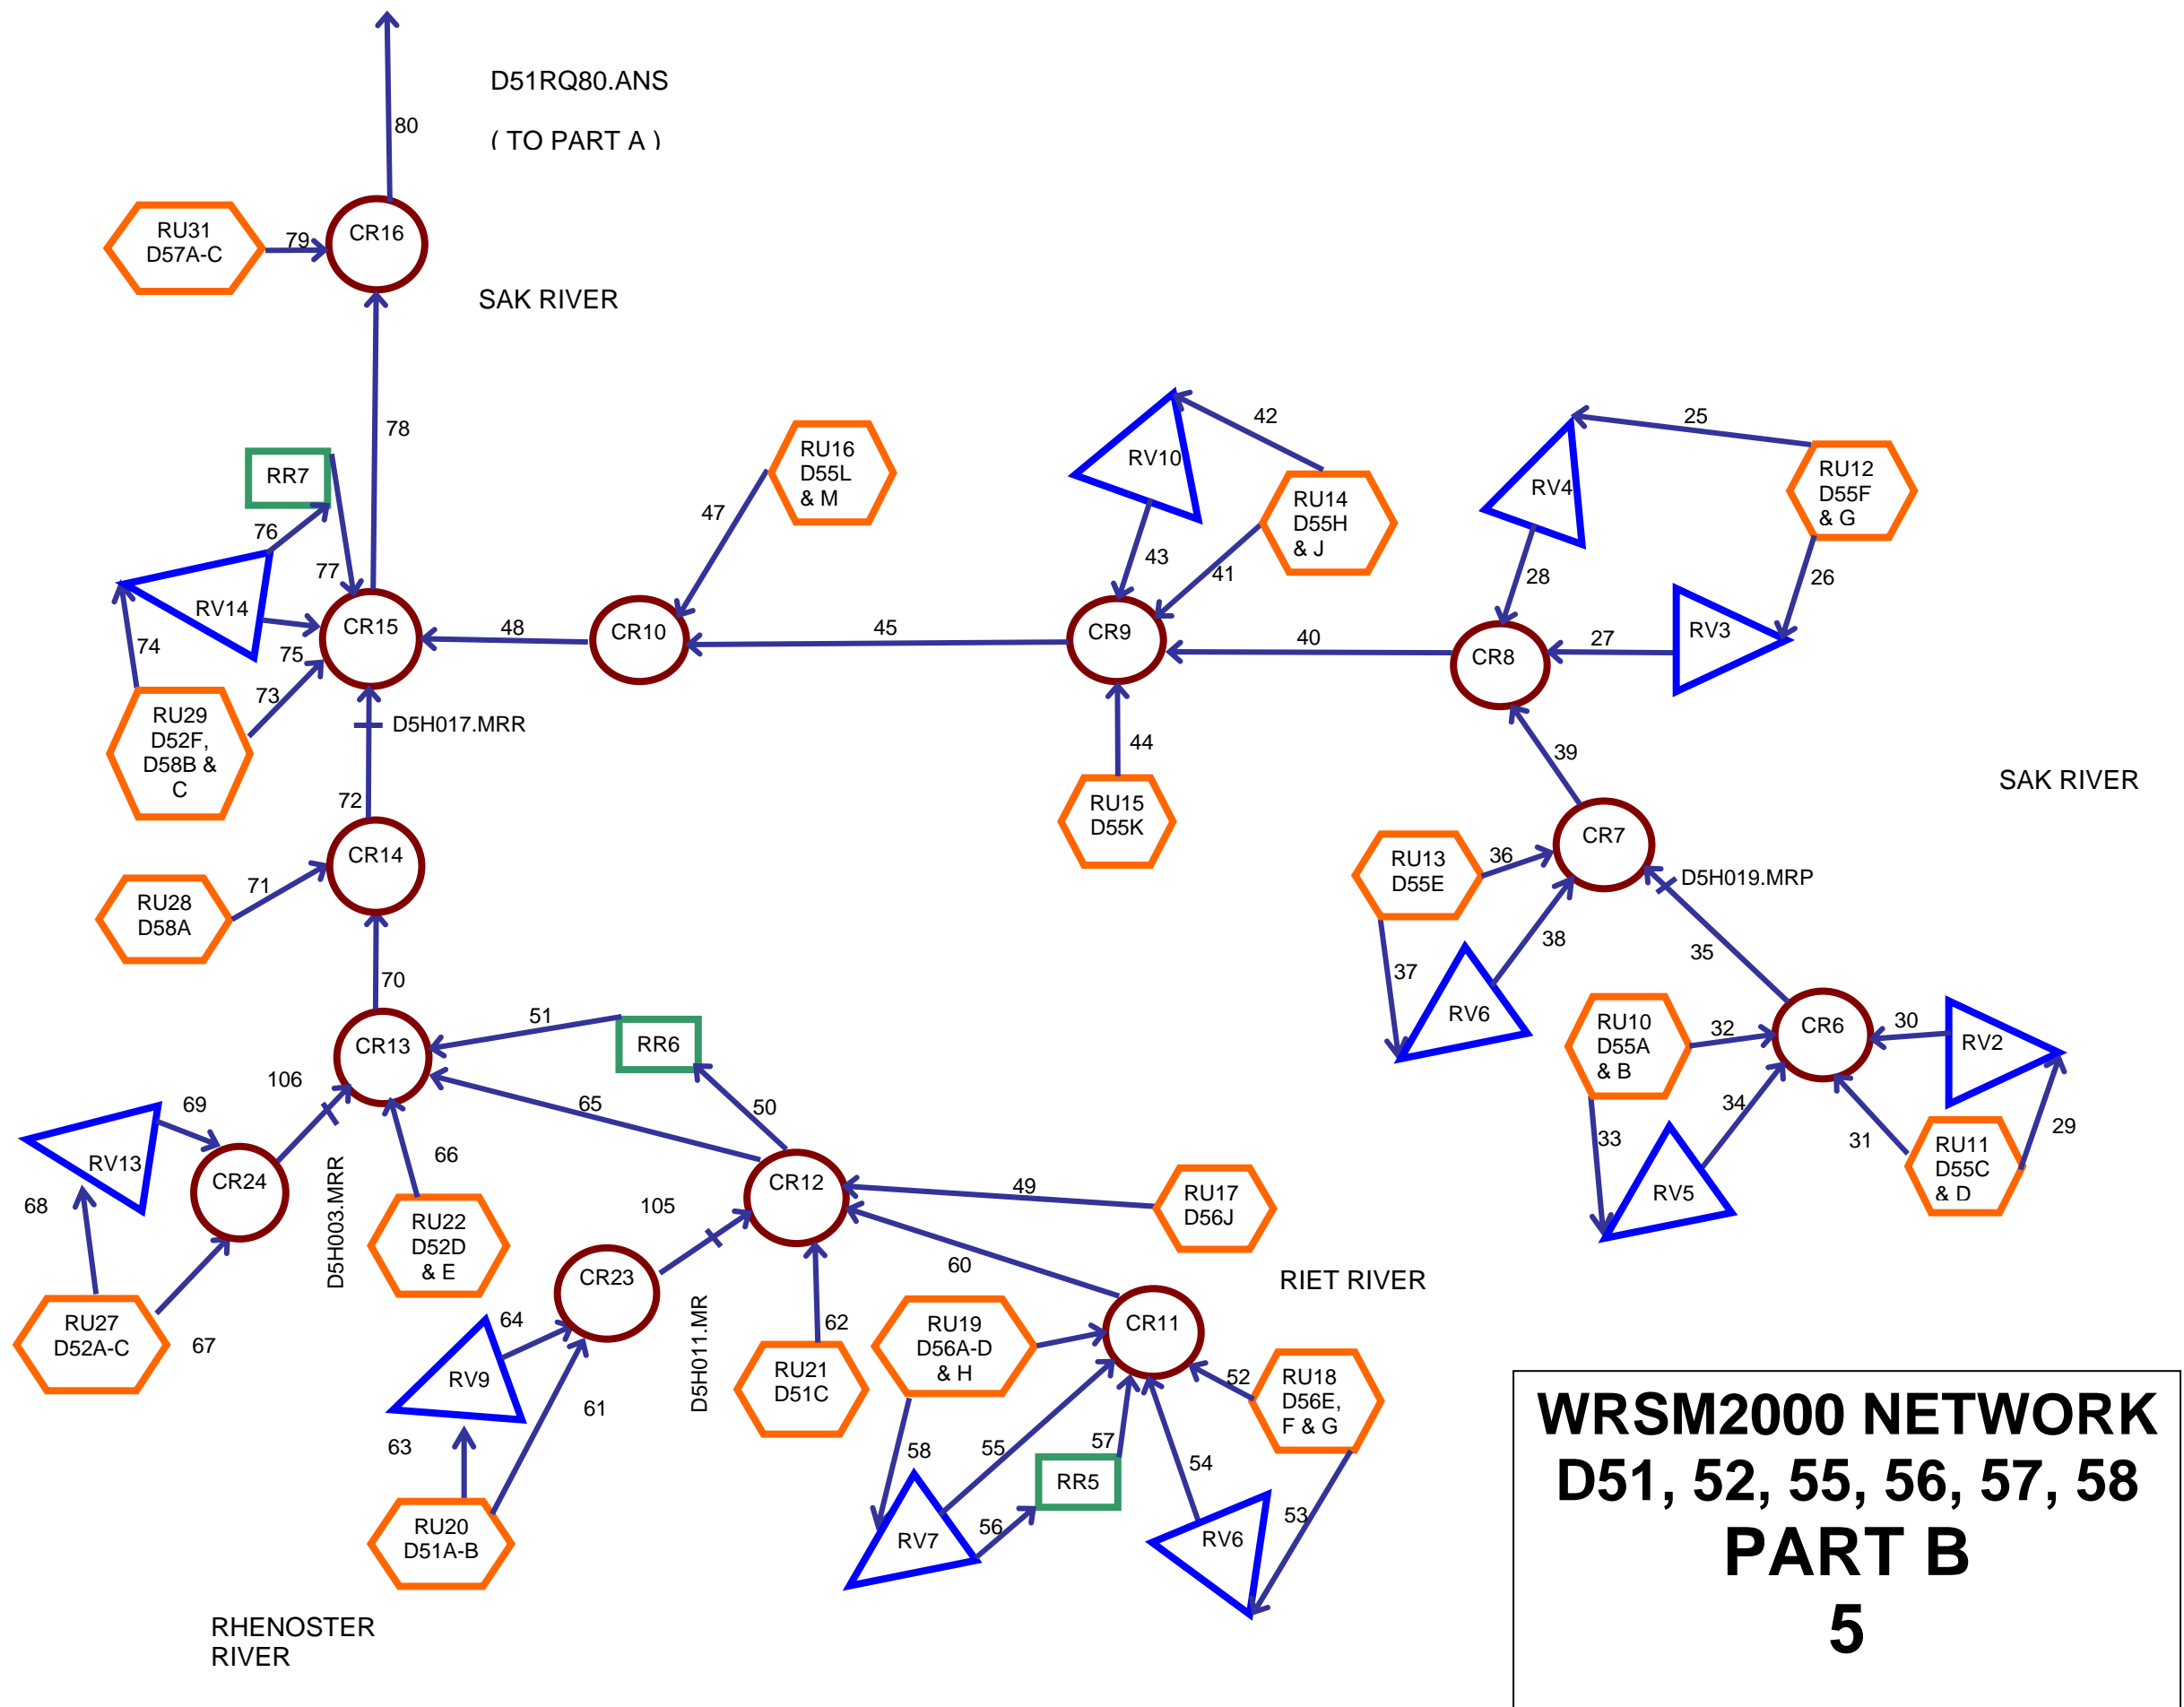 D51RQ80.ANS
( TO PART A )
80
RU31
D57A-C
79
CR16
SAK RIVER
78
RR7
76
77
RV14
74
75
73
CR15
RU29
D52F,
D58B &
C
48
CR10
47
RU16
D55L
& M
45
CR9
RV10
42
43
41
RU14
D55H
& J
44
RU15
D55K
40
CR8
RV4
25
28
RU12
D55F
& G
26
27
RV3
39
SAK RIVER
CR7
RU13
D55E
36
37
38
RV6
D5H019.MRP
35
CR6
RU10
D55A
& B
32
33
34
RV5
30
RV2
31
29
RU11
D55C
& D
D5H017.MRR
72
CR14
RU28
D58A
71
70
CR13
51
RR6
50
65
106
69
RV13
68
CR24
67
RU27
D52A-C
D5H003.MRR
66
RU22
D52D
& E
CR12
105
CR23
49
RU17
D56J
60
RIET RIVER
D5H011.MR
62
RU21
D51C
64
RV9
63
61
RU20
D51A-B
RU19
D56A-D
& H
CR11
52
RU18
D56E,
F & G
58
55
57
RR5
56
RV7
54
RV6
53
RHENOSTER
RIVER
WRSM2000 NETWORK
D51, 52, 55, 56, 57, 58
PART B
5